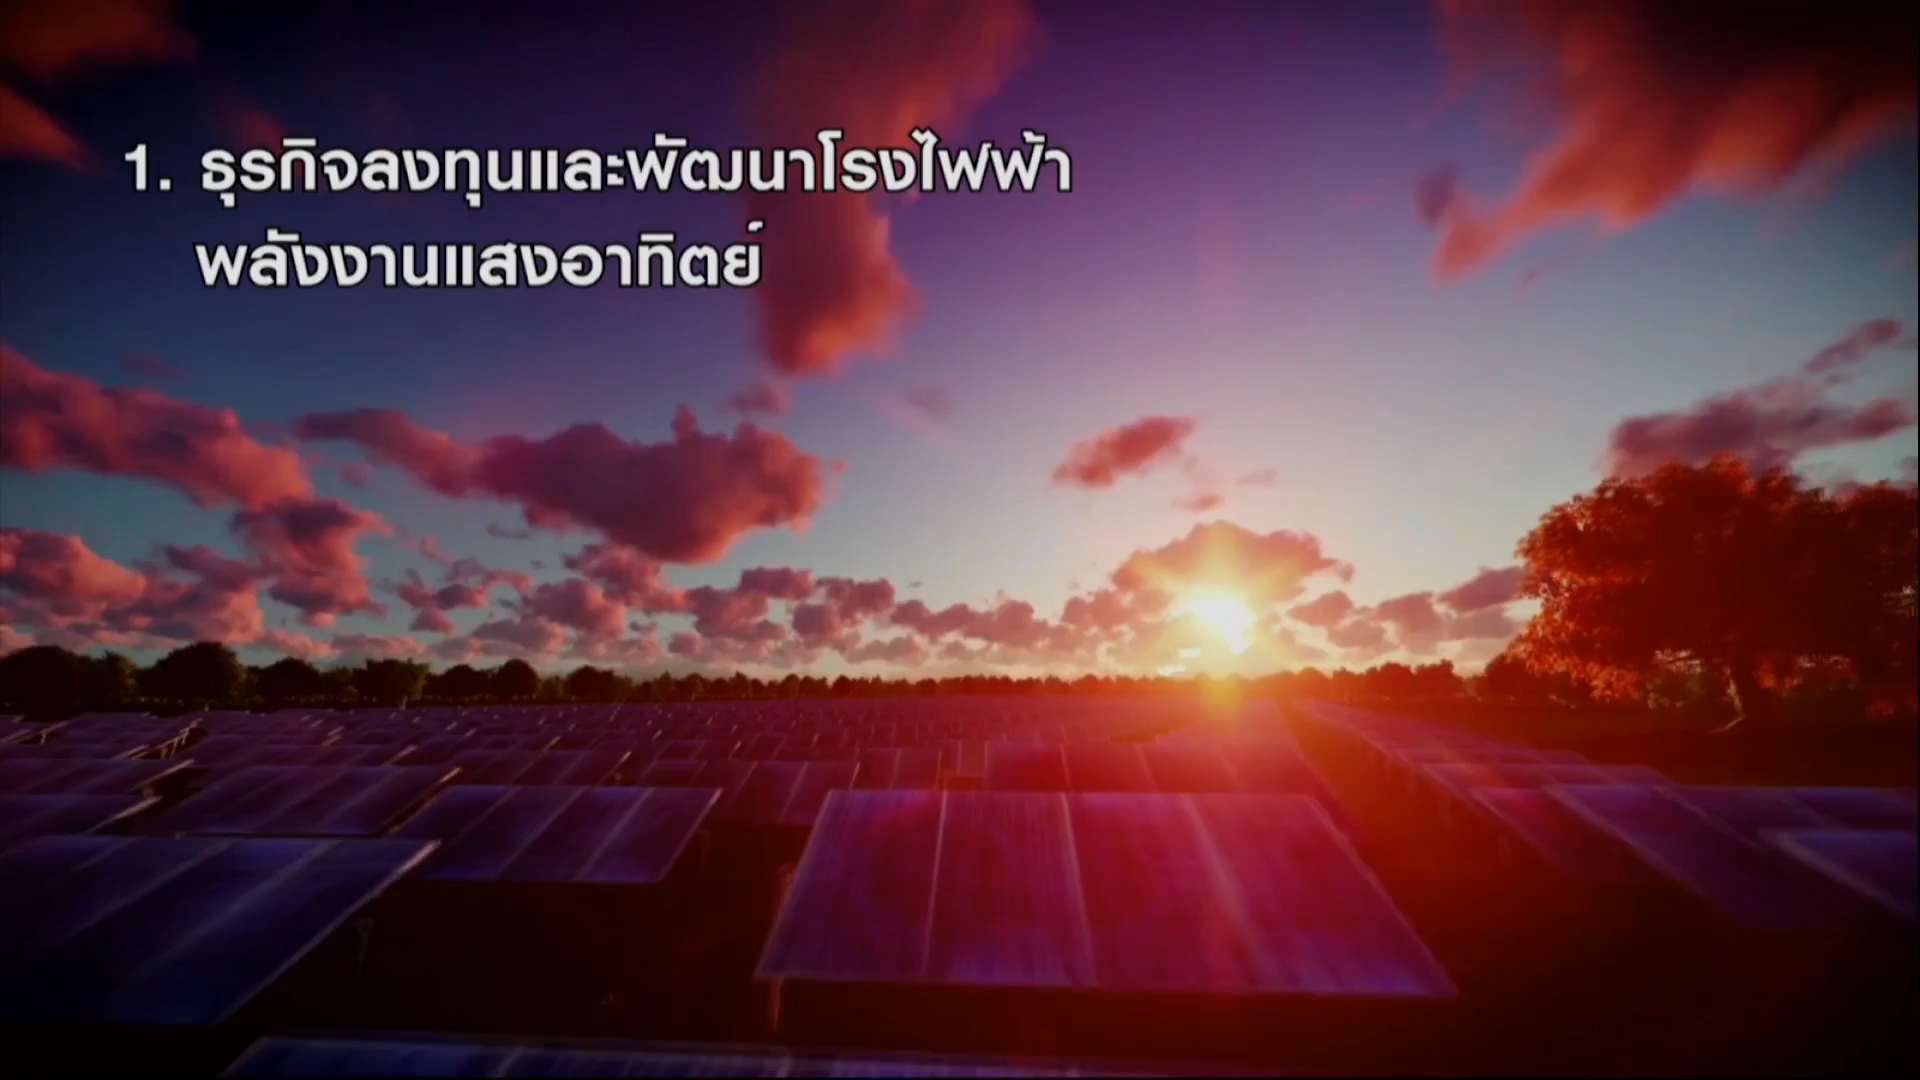 1. ธุรกิจลงทุนและพัฒนาโรงไฟฟ้า
พลังงานแสงอาทิตย์